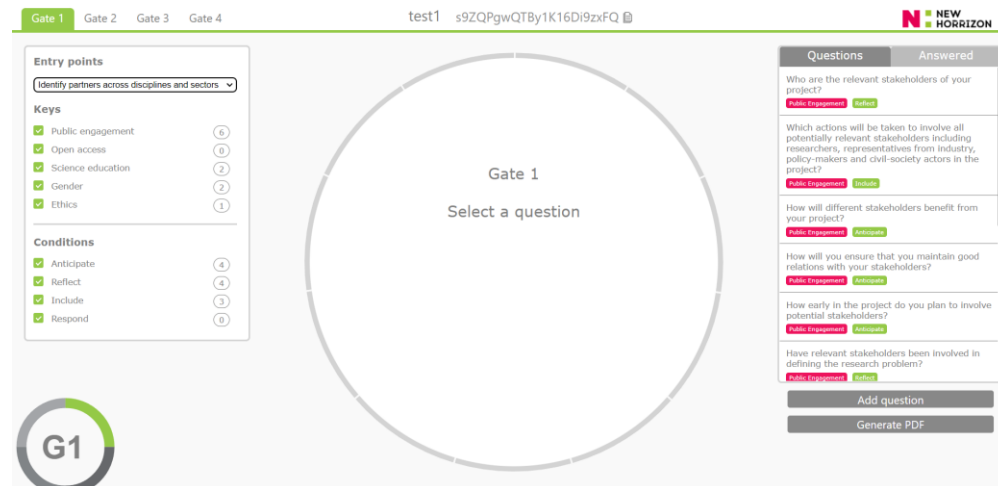 Gate 1 Gate 2 Gate 3 Gate 4
test1 s9ZQPgwQTBy1K16Di9zxFQ
N NEW
HORRIZON
Entry points
Identify partners across disciplines and sectors
Keys
Public engagement 6
Open access 0
Science education 2
Gender 2
Ethics 1
Conditions
Anticipate 4
Reflect 4
Include 3
Respond 0
G1
Gate 1
Select a question
Questions Answered
Who are the relevant stakeholders of your
project?
Public Engagement Reflect
Which actions will be taken to involve all
potentially relevant stakeholders including
researchers, representatives from industry,
policy-makers and civil-society actors in the
project?
Public Engagement Include
How will different stakeholders benefit from
your project?
Public Engagement Anticipate
How will you ensure that you maintain good
relations with your stakeholders?
Public Engagement Anticipate
How early in the project do you plan to involve
potential stakeholders?
Public Engagement Anticipate
Have relevant stakeholders been involved in
defining the research problem?
Public Engagement Reflect
Add question
Generate PDF